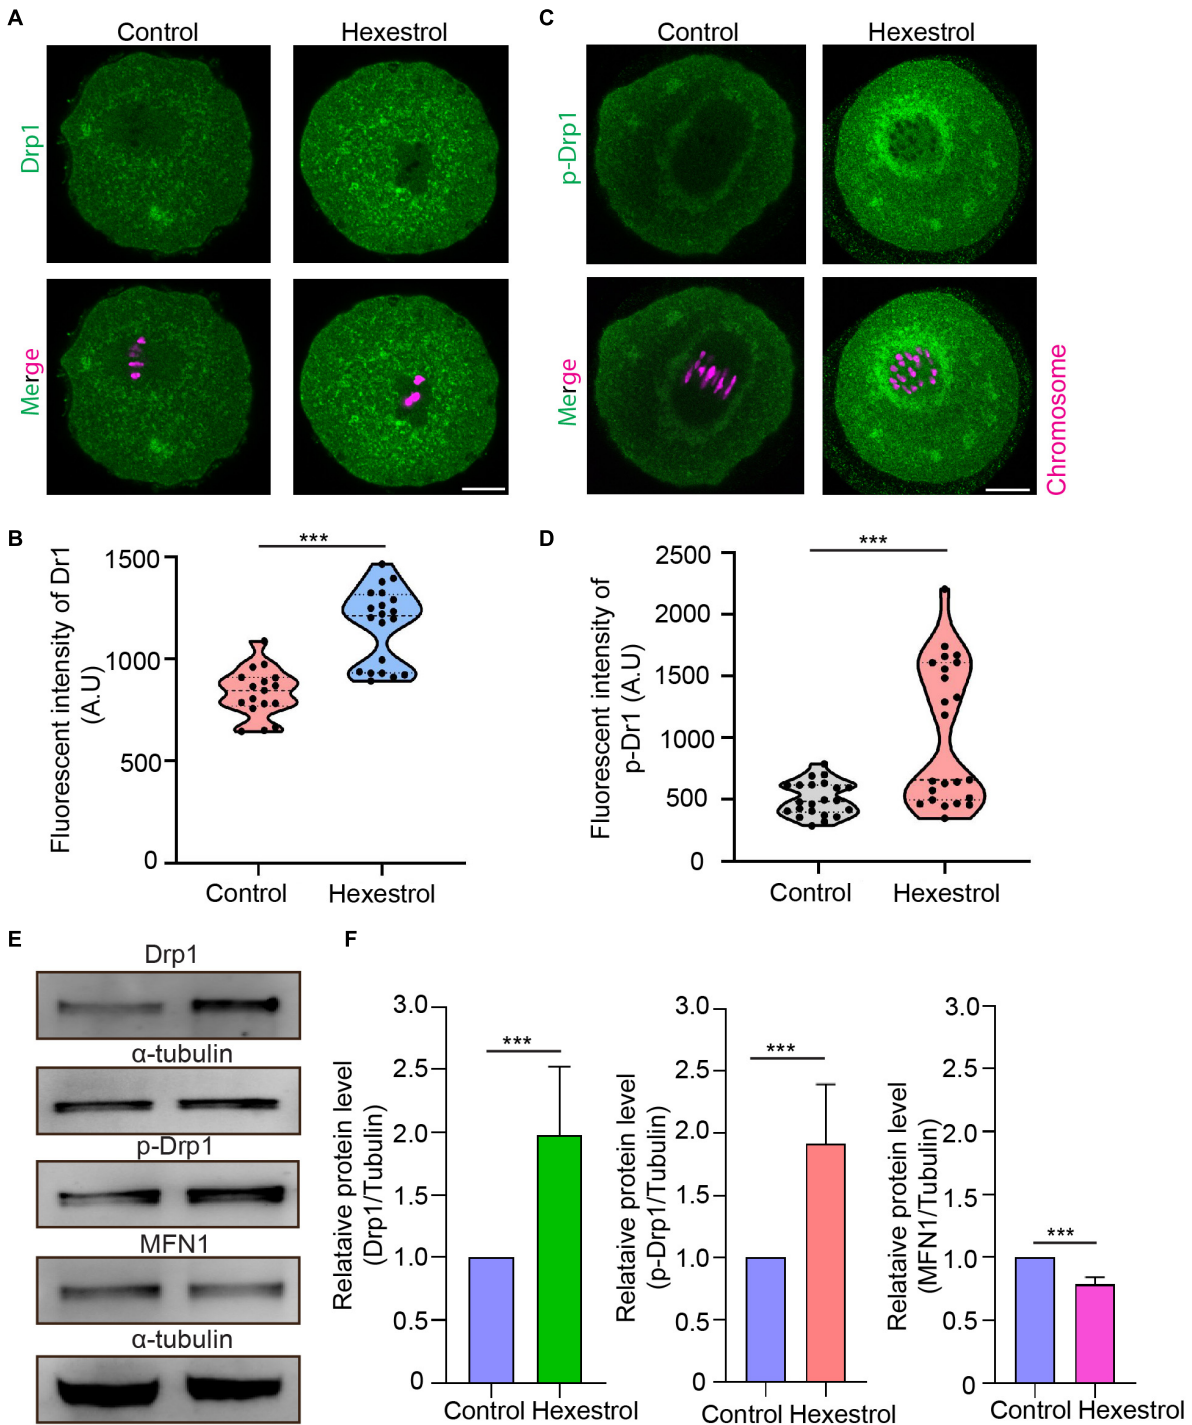 A
Control
Hexestrol
C
Control
Hexestrol
Drp1
p-Drp1
Merge
Merge
Chromosome
B
Fluorescent intensity of Dr1
(A.U)
1500
1000
500
0
***
Control
Hexestrol
D
Fluorescent intensity of
p-Dr1 (A.U)
2500
2000
1500
1000
500
0
***
Control
Hexestrol
E
Drp1
α-tubulin
p-Drp1
MFN1
α-tubulin
F
Relataive protein level
(Drp1/Tubulin)
3.0
2.5
2.0
1.5
1.0
0.5
0
***
Control Hexestrol
Relataive protein level
(p-Drp1/Tubulin)
3.0
2.5
2.0
1.5
1.0
0.5
0
***
Control Hexestrol
Relataive protein level
(MFN1/Tubulin)
3.0
2.5
2.0
1.5
1.0
0.5
0
***
Control Hexestrol